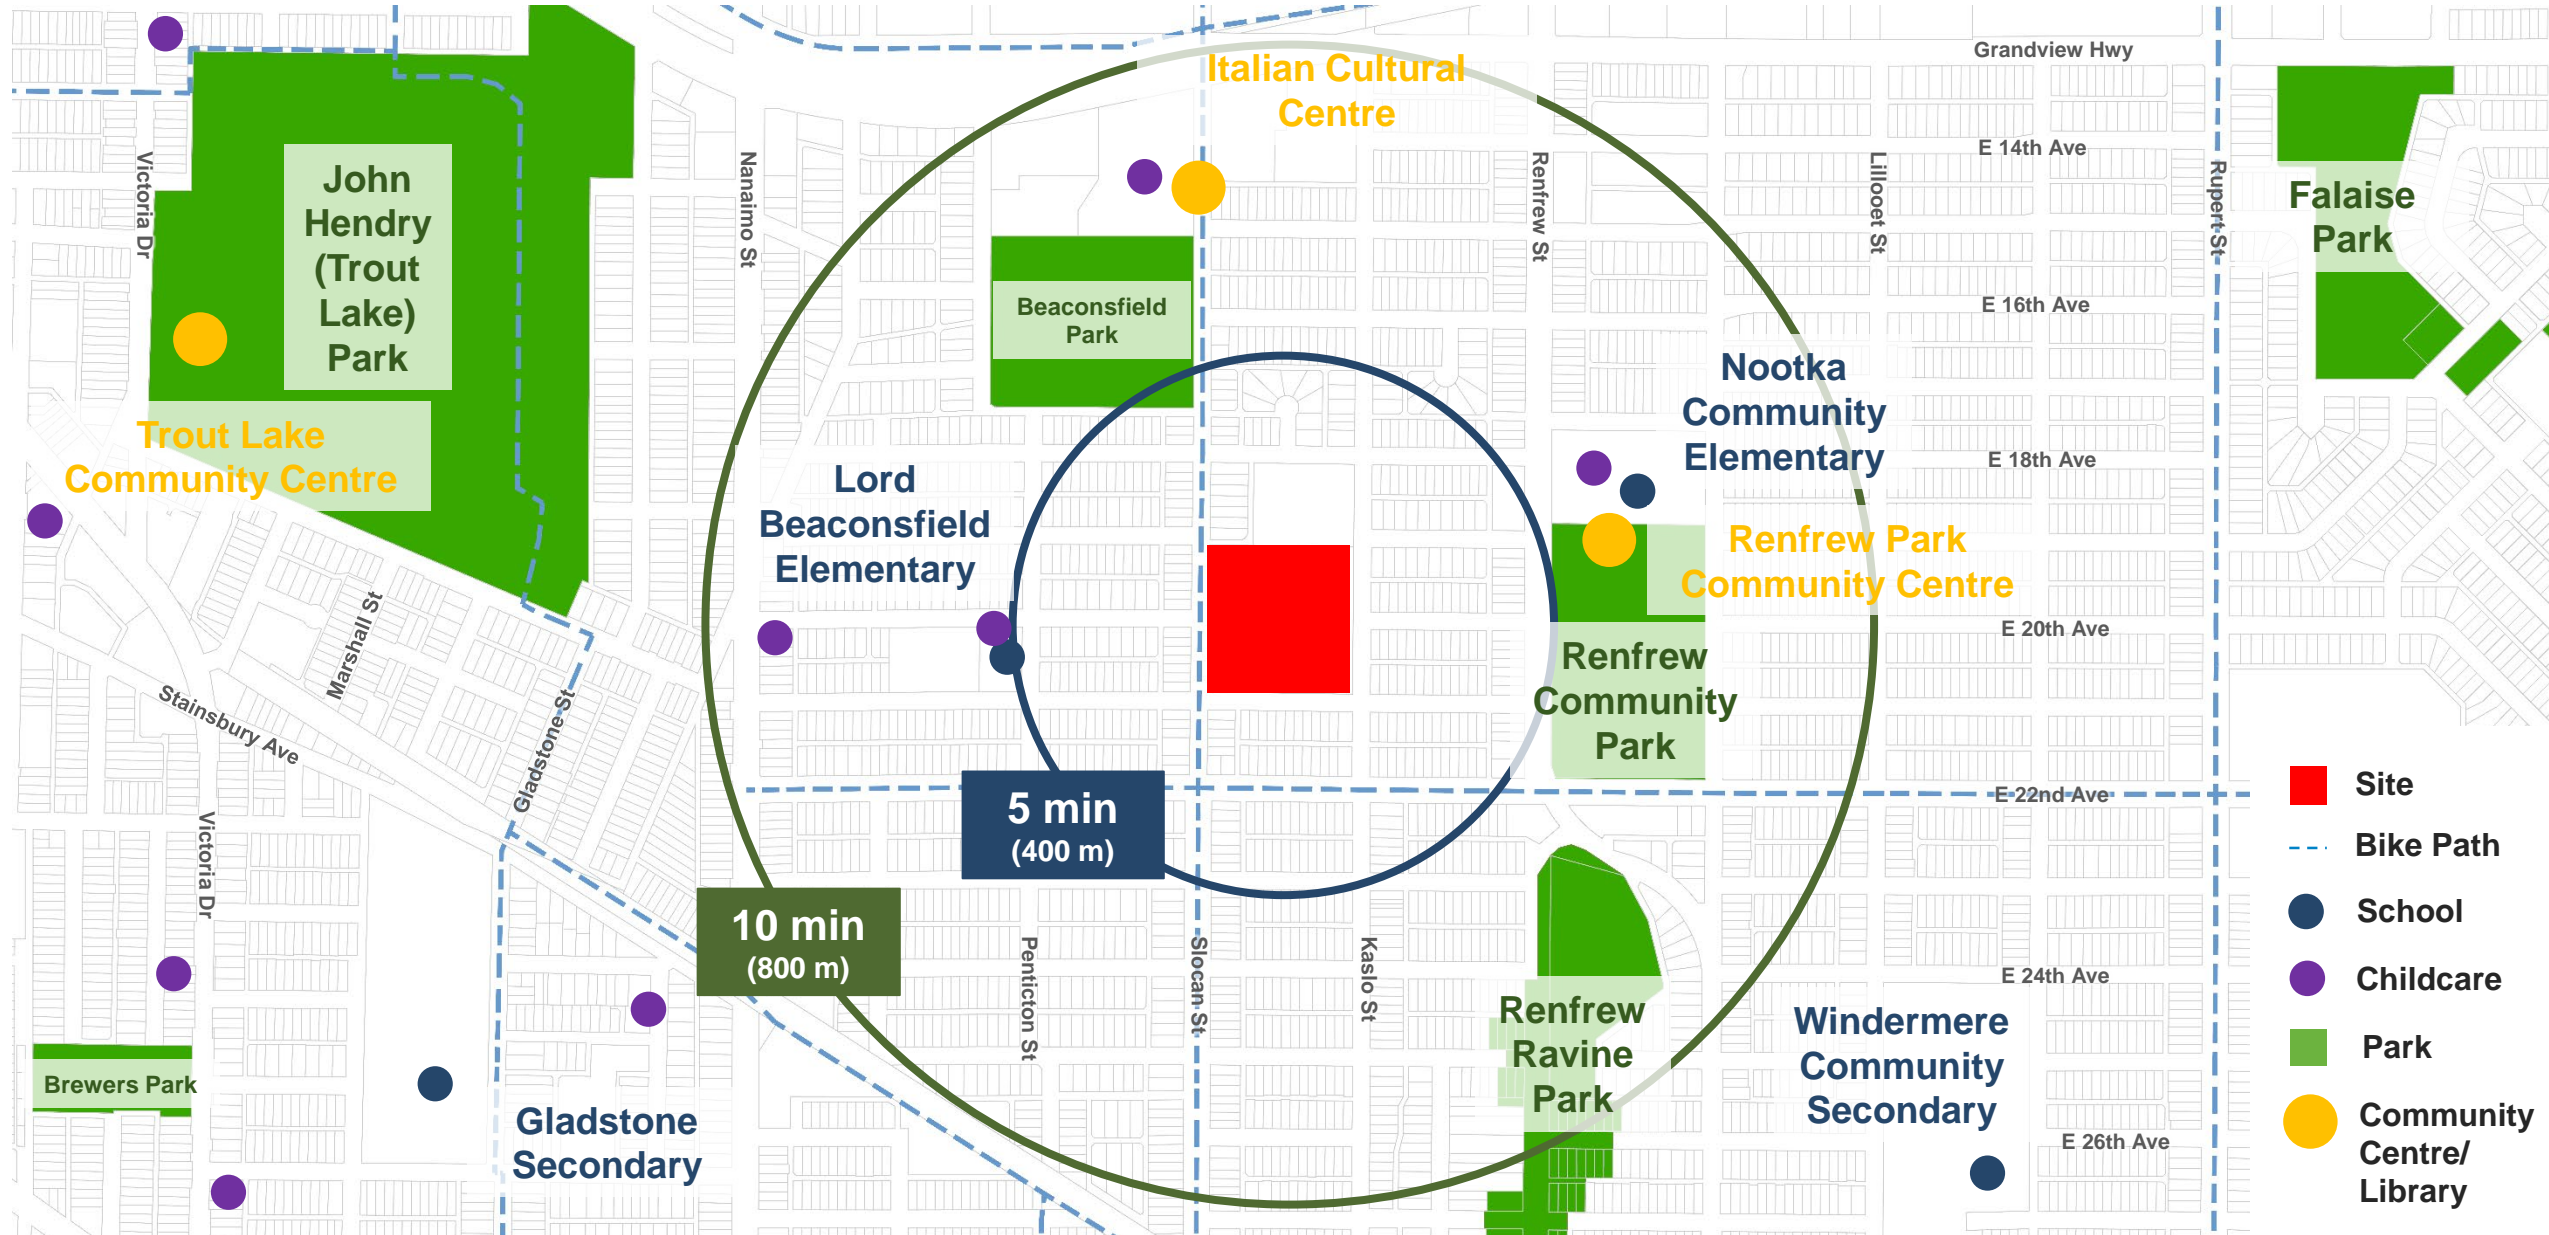 Grandview Hwy
Italian Cultural
Centre
E 14th Ave
Victoria Dr
Nanaimo St
Renfrew St
Lillooet St
Rupert St
John
Hendry
(Trout
Lake)
Park
Falaise
Park
Beaconsfield
Park
E 16th Ave
Nootka
Community
Elementary
Trout Lake
Community Centre
Lord
Beaconsfield
Elementary
E 18th Ave
Renfrew Park
Community Centre
E 20th Ave
Renfrew
Community
Park
Marshall St
Stainsbury Ave
Gladstone St
E 22nd Ave
5 min
(400 m)
Victoria Dr
10 min
(800 m)
Penticton St
Slocan St
Kaslo St
E 24th Ave
Renfrew
Ravine
Park
Windermere
Community
Secondary
Brewers Park
Gladstone
Secondary
E 26th Ave
Site
Bike Path
School
Childcare
Park
Community
Centre/
Library